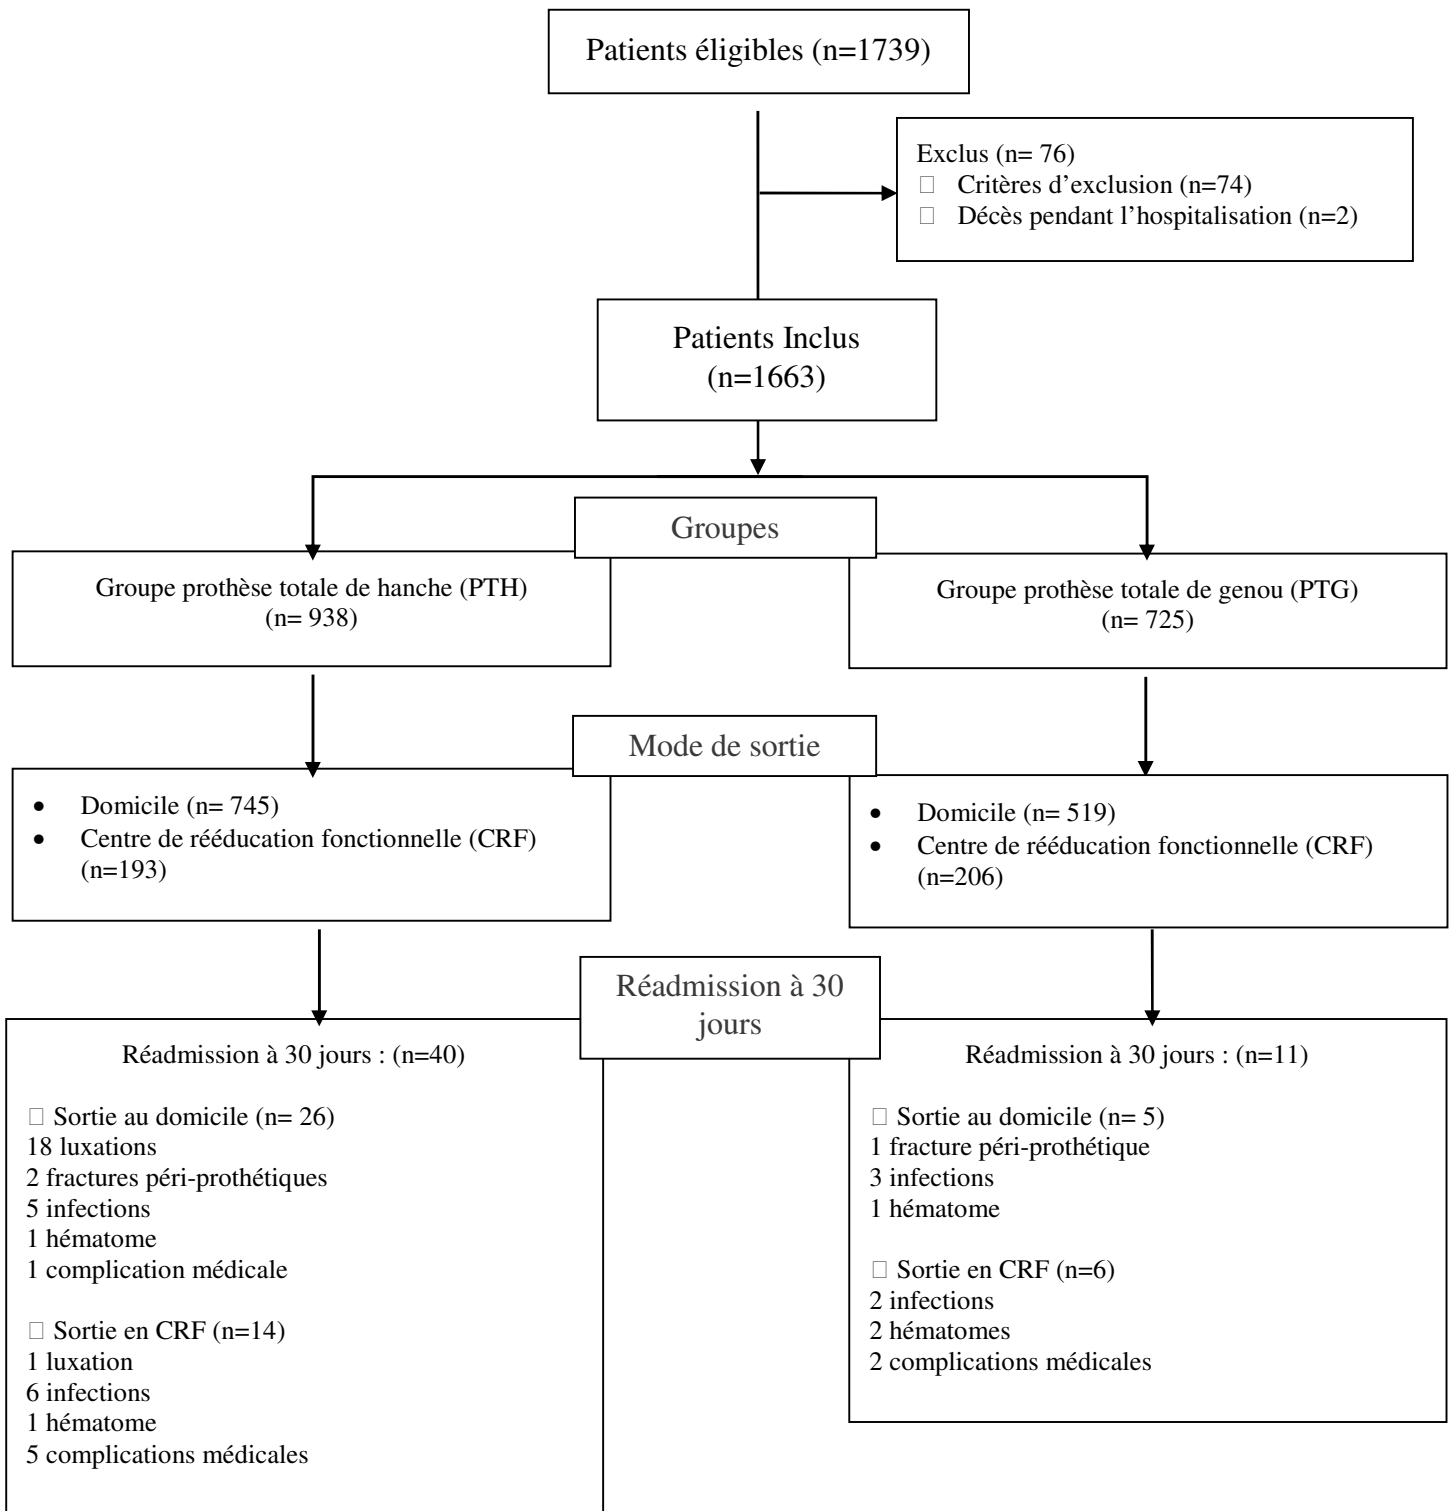 Patients éligibles (n=1739)
Exclus (n= 76)
Critères d’exclusion (n=74)
Décès pendant l’hospitalisation (n=2)
Patients Inclus
(n=1663)
Groupes
Groupe prothèse totale de hanche (PTH)
(n= 938)
Groupe prothèse totale de genou (PTG)
(n= 725)
Mode de sortie
• Domicile (n= 745)
• Centre de rééducation fonctionnelle (CRF)
(n=193)
• Domicile (n= 519)
• Centre de rééducation fonctionnelle (CRF)
(n=206)
Réadmission à 30
jours
Réadmission à 30 jours : (n=40)
Sortie au domicile (n= 26)
18 luxations
2 fractures péri-prothétiques
5 infections
1 hématome
1 complication médicale
Sortie en CRF (n=14)
1 luxation
6 infections
1 hématome
5 complications médicales
Réadmission à 30 jours : (n=11)
Sortie au domicile (n= 5)
1 fracture péri-prothétique
3 infections
1 hématome
Sortie en CRF (n=6)
2 infections
2 hématomes
2 complications médicales